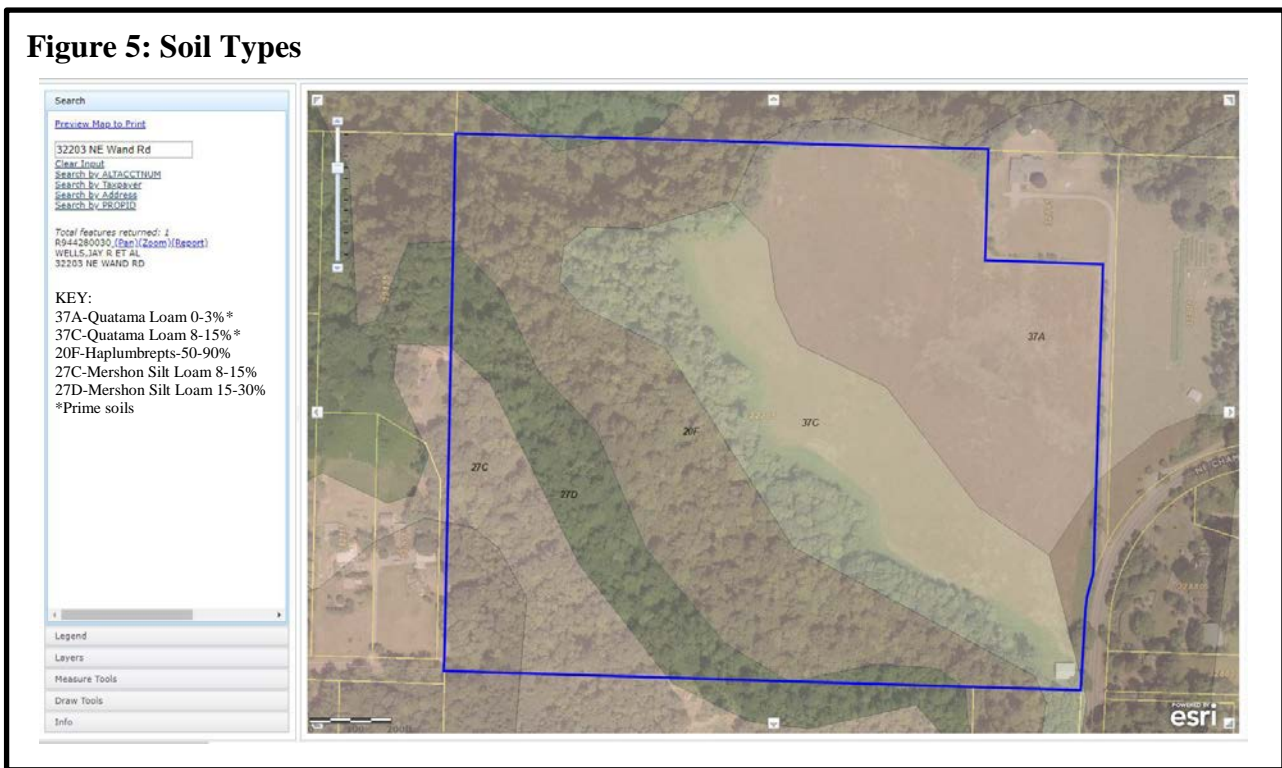 Figure 5: Soil Types
Search
Preview Map to Print
32203 NE Wand Rd
Clear Input
Search by ALTACCTNUM
Search by Taxpayer
Search by Address
Search by PROPID
Total features returned: 1
R944280030 (Pan)(Zoom)(Report)
WELLS,JAY R ET AL
32203 NE WAND RD
KEY:
37A-Quatama Loam 0-3%*
37C-Quatama Loam 8-15%*
20F-Haplumbrepts-50-90%
27C-Mershon Silt Loam 8-15%
27D-Mershon Silt Loam 15-30%
*Prime soils
Legend
Layers
Measure Tools
Draw Tools
Info
37A
37C
20F
27C
27D
NE CHAM
POWERED BY
esri